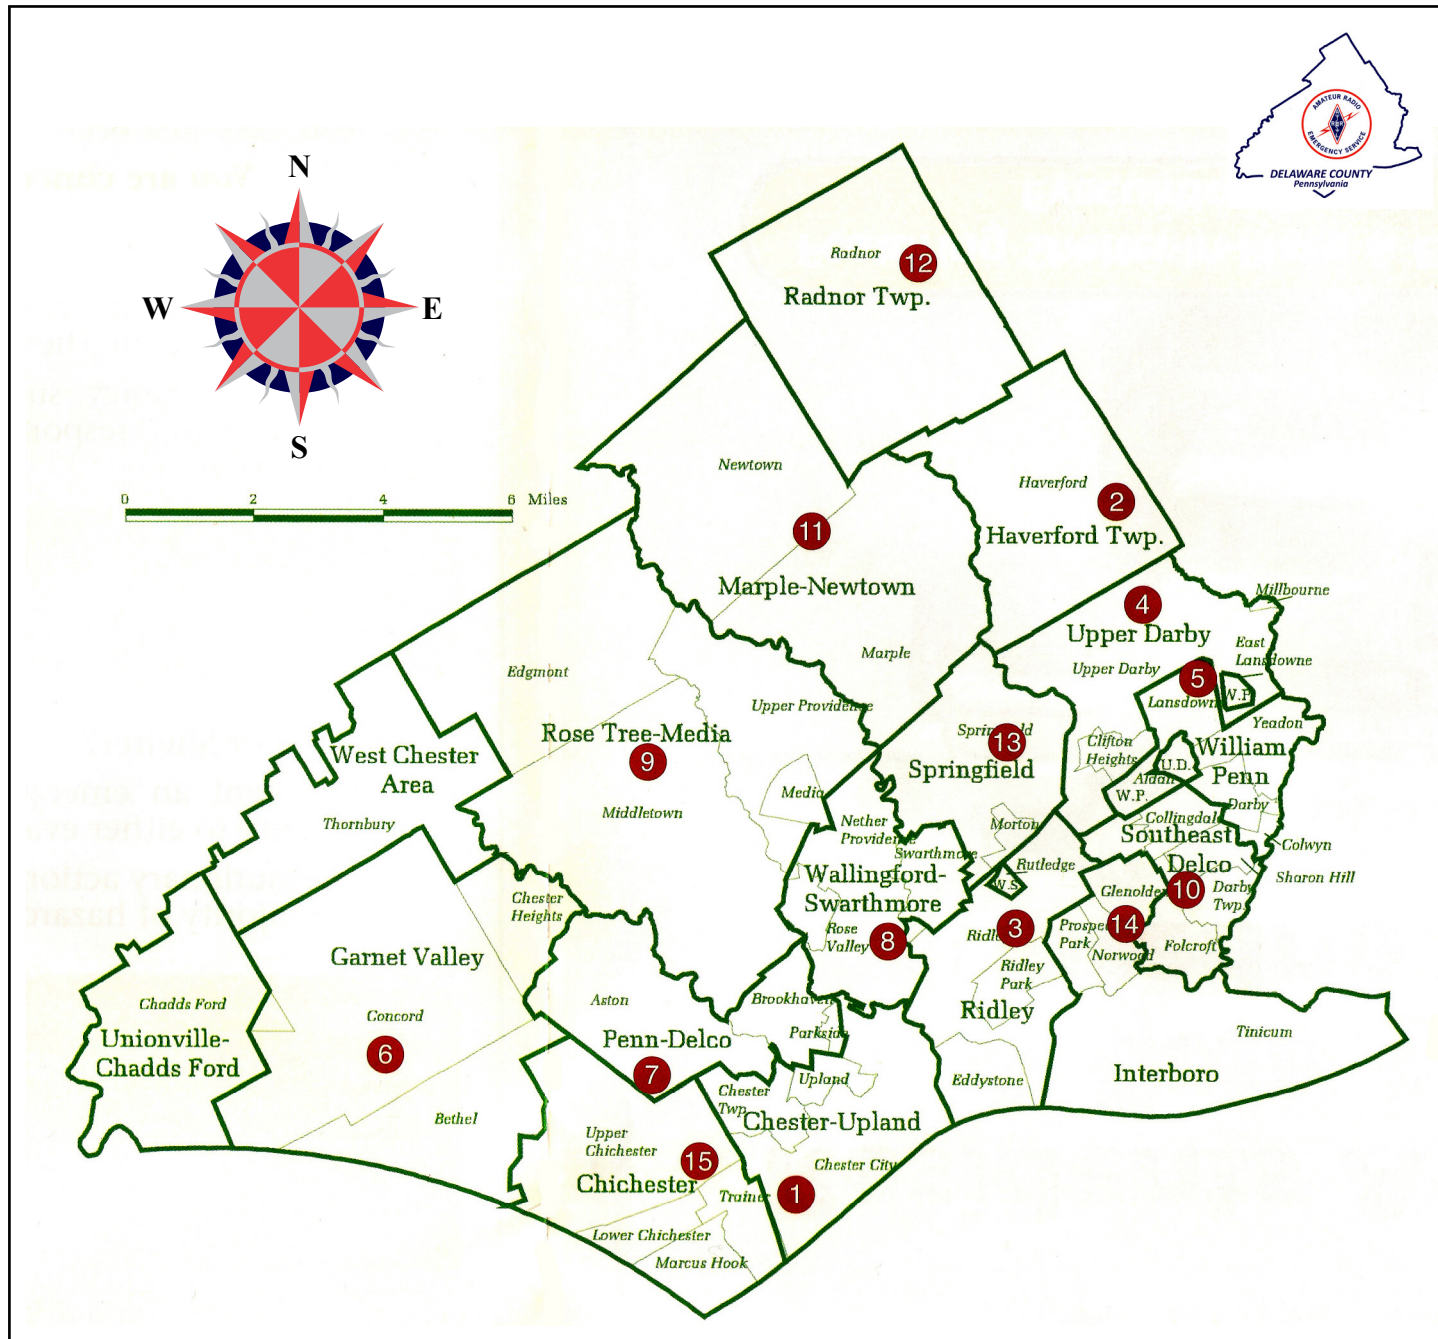 AMATEUR RADIO
EMERGENCY SERVICE
DELAWARE COUNTY
Pennsylvania
N
W
E
S
0 2 4 6 Miles
Radnor
12
Radnor Twp.
Newtown
11
Marple-Newtown
Marple
Haverford
2
Haverford Twp.
4
Upper Darby
Upper Darby
Millbourne
East
Lansdowne
5
W.P.
Yeadon
Edgmont
Upper Providence
Rose Tree-Media
9
Middletown
Media
13
Springfield
Clifton
Heights
U.D.
Aldan
W.P.
William
Penn
Darby
Colwyn
Sharon Hill
West Chester
Area
Thornbury
Nether
Providence
Swarthmore
Morton
Rutledge
W.S.
Wallingford-
Swarthmore
Rose
Valley
8
Southeast
Delco
10
Darby
Twp.
Folcroft
14
Park
Norwood
3
Ridley
Park
Ridley
Eddystone
Tinicum
Interboro
Chester
Heights
Garnet Valley
Concord
6
Bethel
Chadds Ford
Unionville-
Chadds Ford
Aston
Penn-Delco
7
Brookhaven
Parkside
Upland
Chester
Twp.
Chester-Upland
Chester City
1
Upper
Chichester
15
Chichester
Trainer
Lower Chichester
Marcus Hook